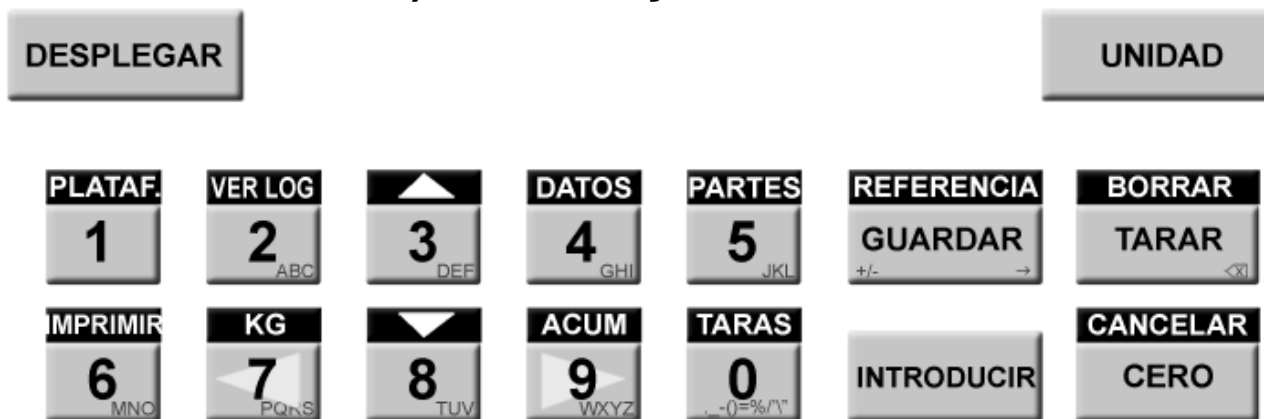 DESPLEGAR UNIDAD
PLATAF. VER LOG DATOS PARTES REFERENCIA BORRAR
1 2 3 4 5 GUARDAR TARAR
ABC DEF GHI JKL +/- →
IMPRIMIR KG ACUM TARAS CANCELAR
6 7 8 9 0 INTRODUCIR CERO
MNO PQRS TUV WXYZ